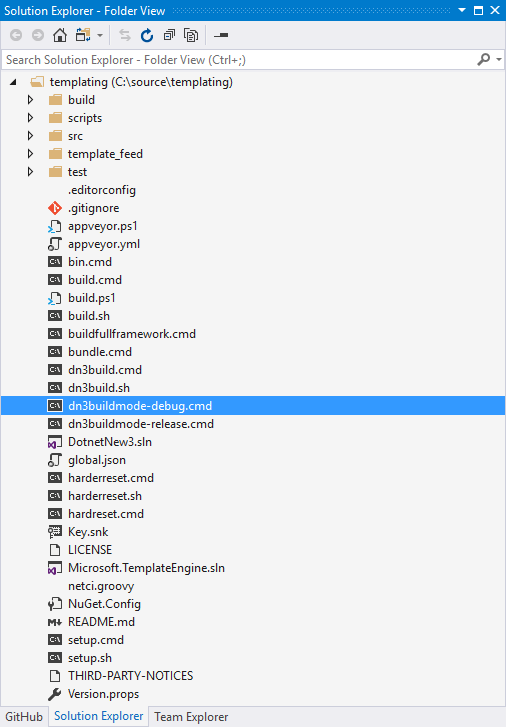 Solution Explorer - Folder View
Search Solution Explorer - Folder View (Ctrl+;)
templating (C:\source\templating)
build
scripts
src
template_feed
test
.editorconfig
.gitignore
appveyor.ps1
appveyor.yml
bin.cmd
build.cmd
build.ps1
build.sh
buildfullframework.cmd
bundle.cmd
dn3build.cmd
dn3build.sh
dn3buildmode-debug.cmd
dn3buildmode-release.cmd
DotnetNew3.sln
global.json
harderreset.cmd
harderreset.sh
hardreset.cmd
Key.snk
LICENSE
Microsoft.TemplateEngine.sln
netci.groovy
NuGet.Config
README.md
setup.cmd
setup.sh
THIRD-PARTY-NOTICES
Version.props
GitHub Solution Explorer Team Explorer